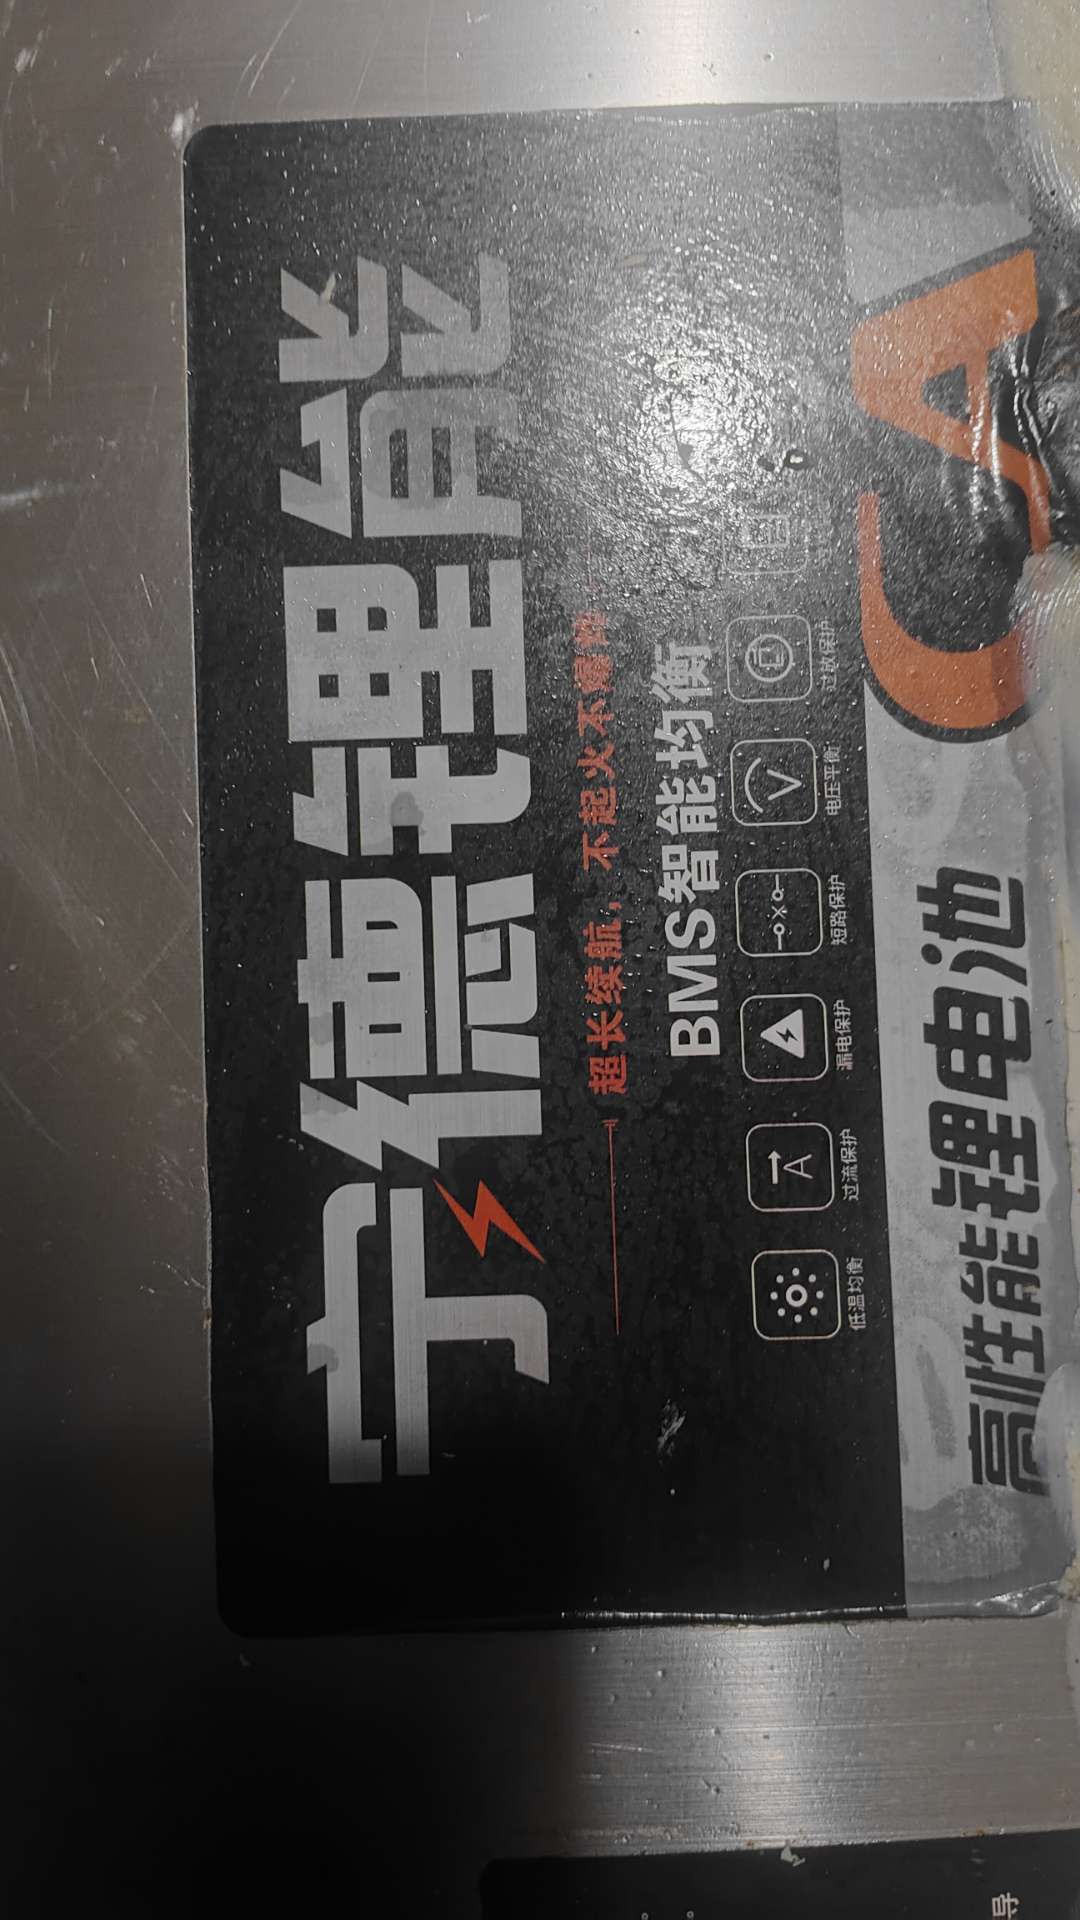 宁德锂能
超长续航，不起火不爆炸
BMS智能均衡
低温均衡 过流保护 漏电保护 短路保护 电压平衡 过放保护
高性能锂电池 CA
导